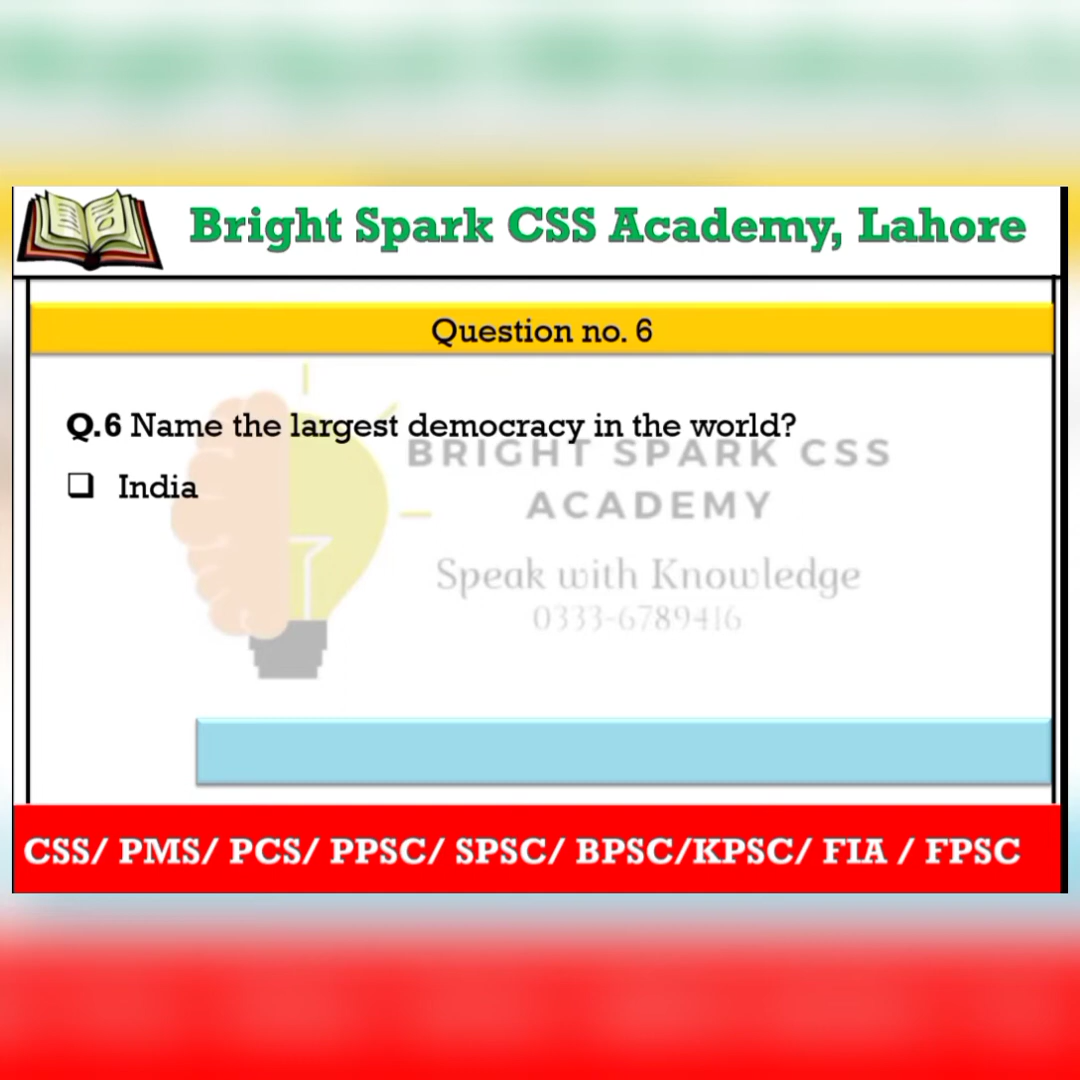 Bright Spark CSS Academy, Lahore
Question no. 6
Q.6 Name the largest democracy in the world?
BRIGHT SPARK CSS
❑ India
ACADEMY
Speak with Knowledge
0333-6789416
CSS/ PMS/ PCS/ PPSC/ SPSC/ BPSC/KPSC/ FIA / FPSC